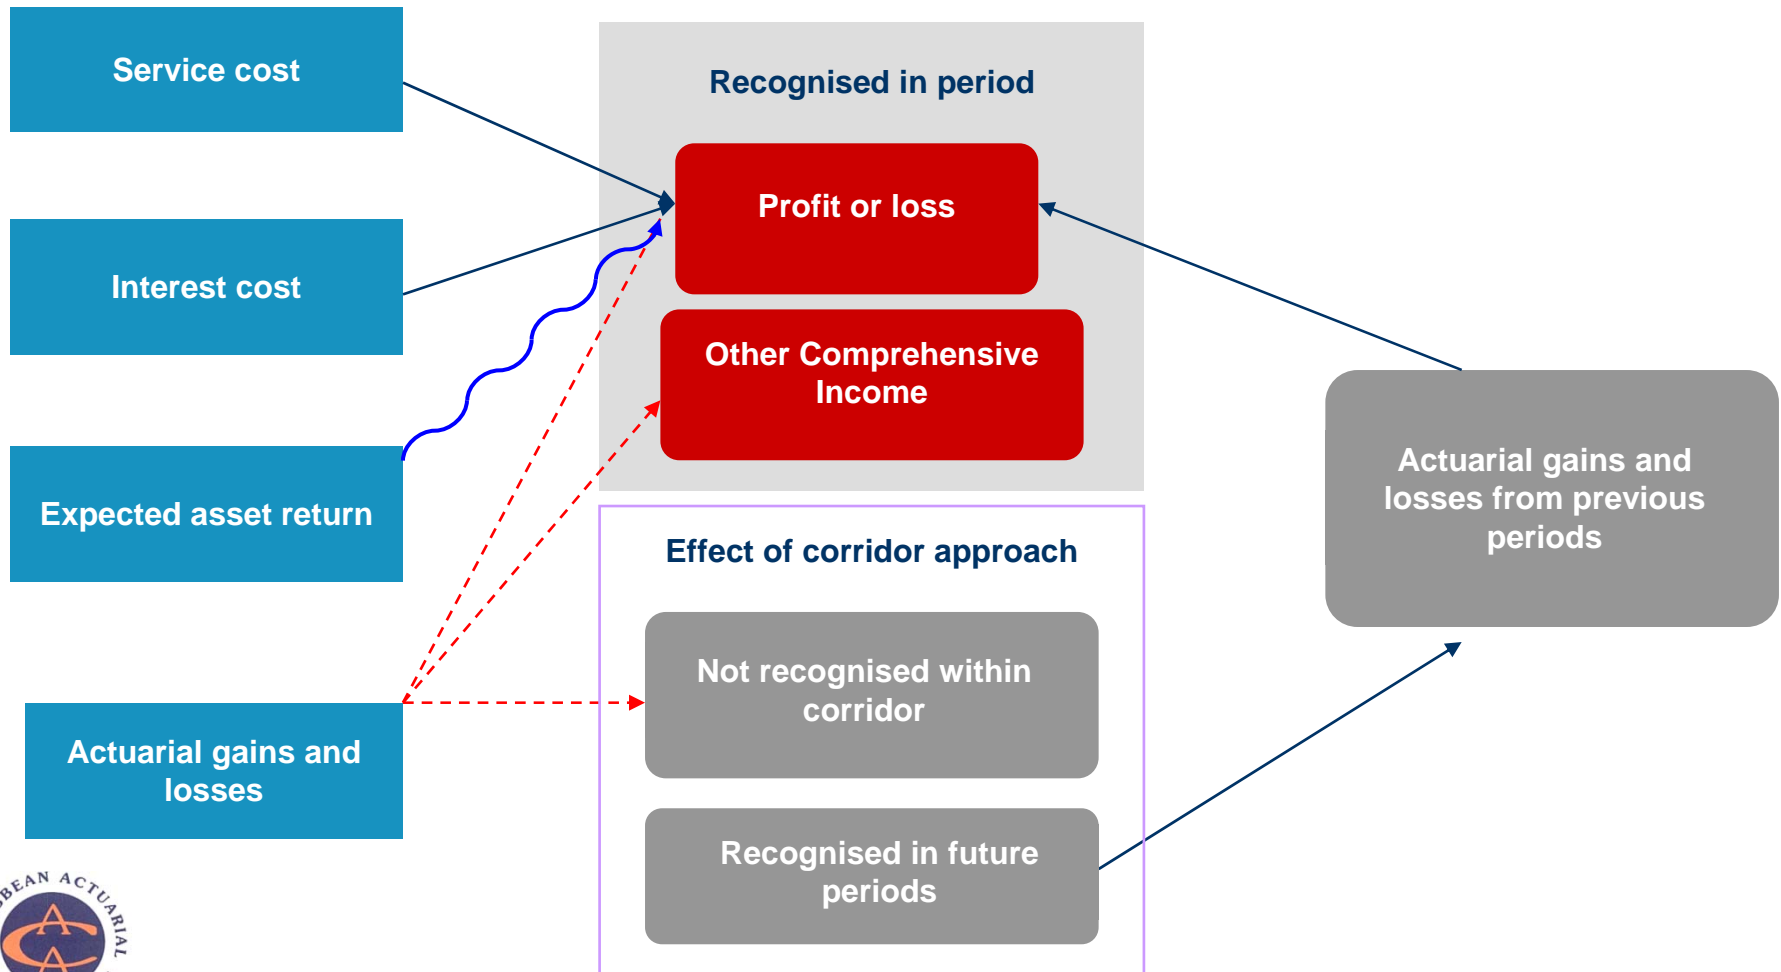 Service cost
Recognised in period
Profit or loss
Interest cost
Other Comprehensive
Income
Expected asset return
Actuarial gains and
losses from previous
periods
Effect of corridor approach
Not recognised within
corridor
Actuarial gains and
losses
Recognised in future
periods
ACTUARIAL